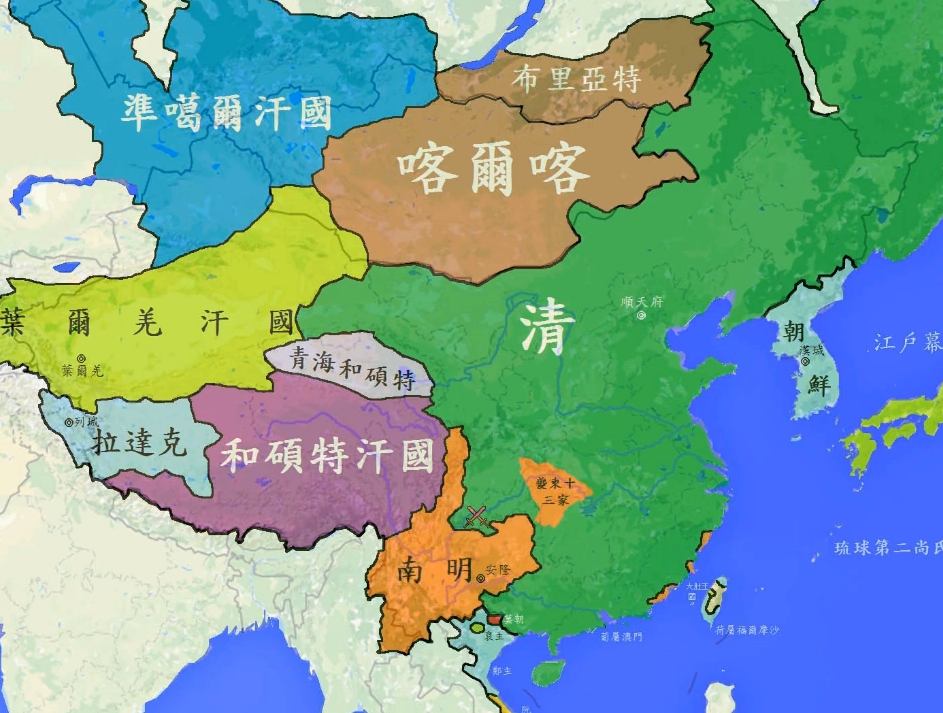 準噶爾汗國
布里亞特
喀爾喀
清
順天府
葉爾羌汗國
葉爾羌
青海和碩特
朝
漢城
鮮
江戶幕
列城
拉達克
和碩特汗國
夔東十
三家
南明
安隆
琉球第二尚氏
大肚王
荷屬福爾摩沙
葡屬澳門
莫朝
鄭主
阮